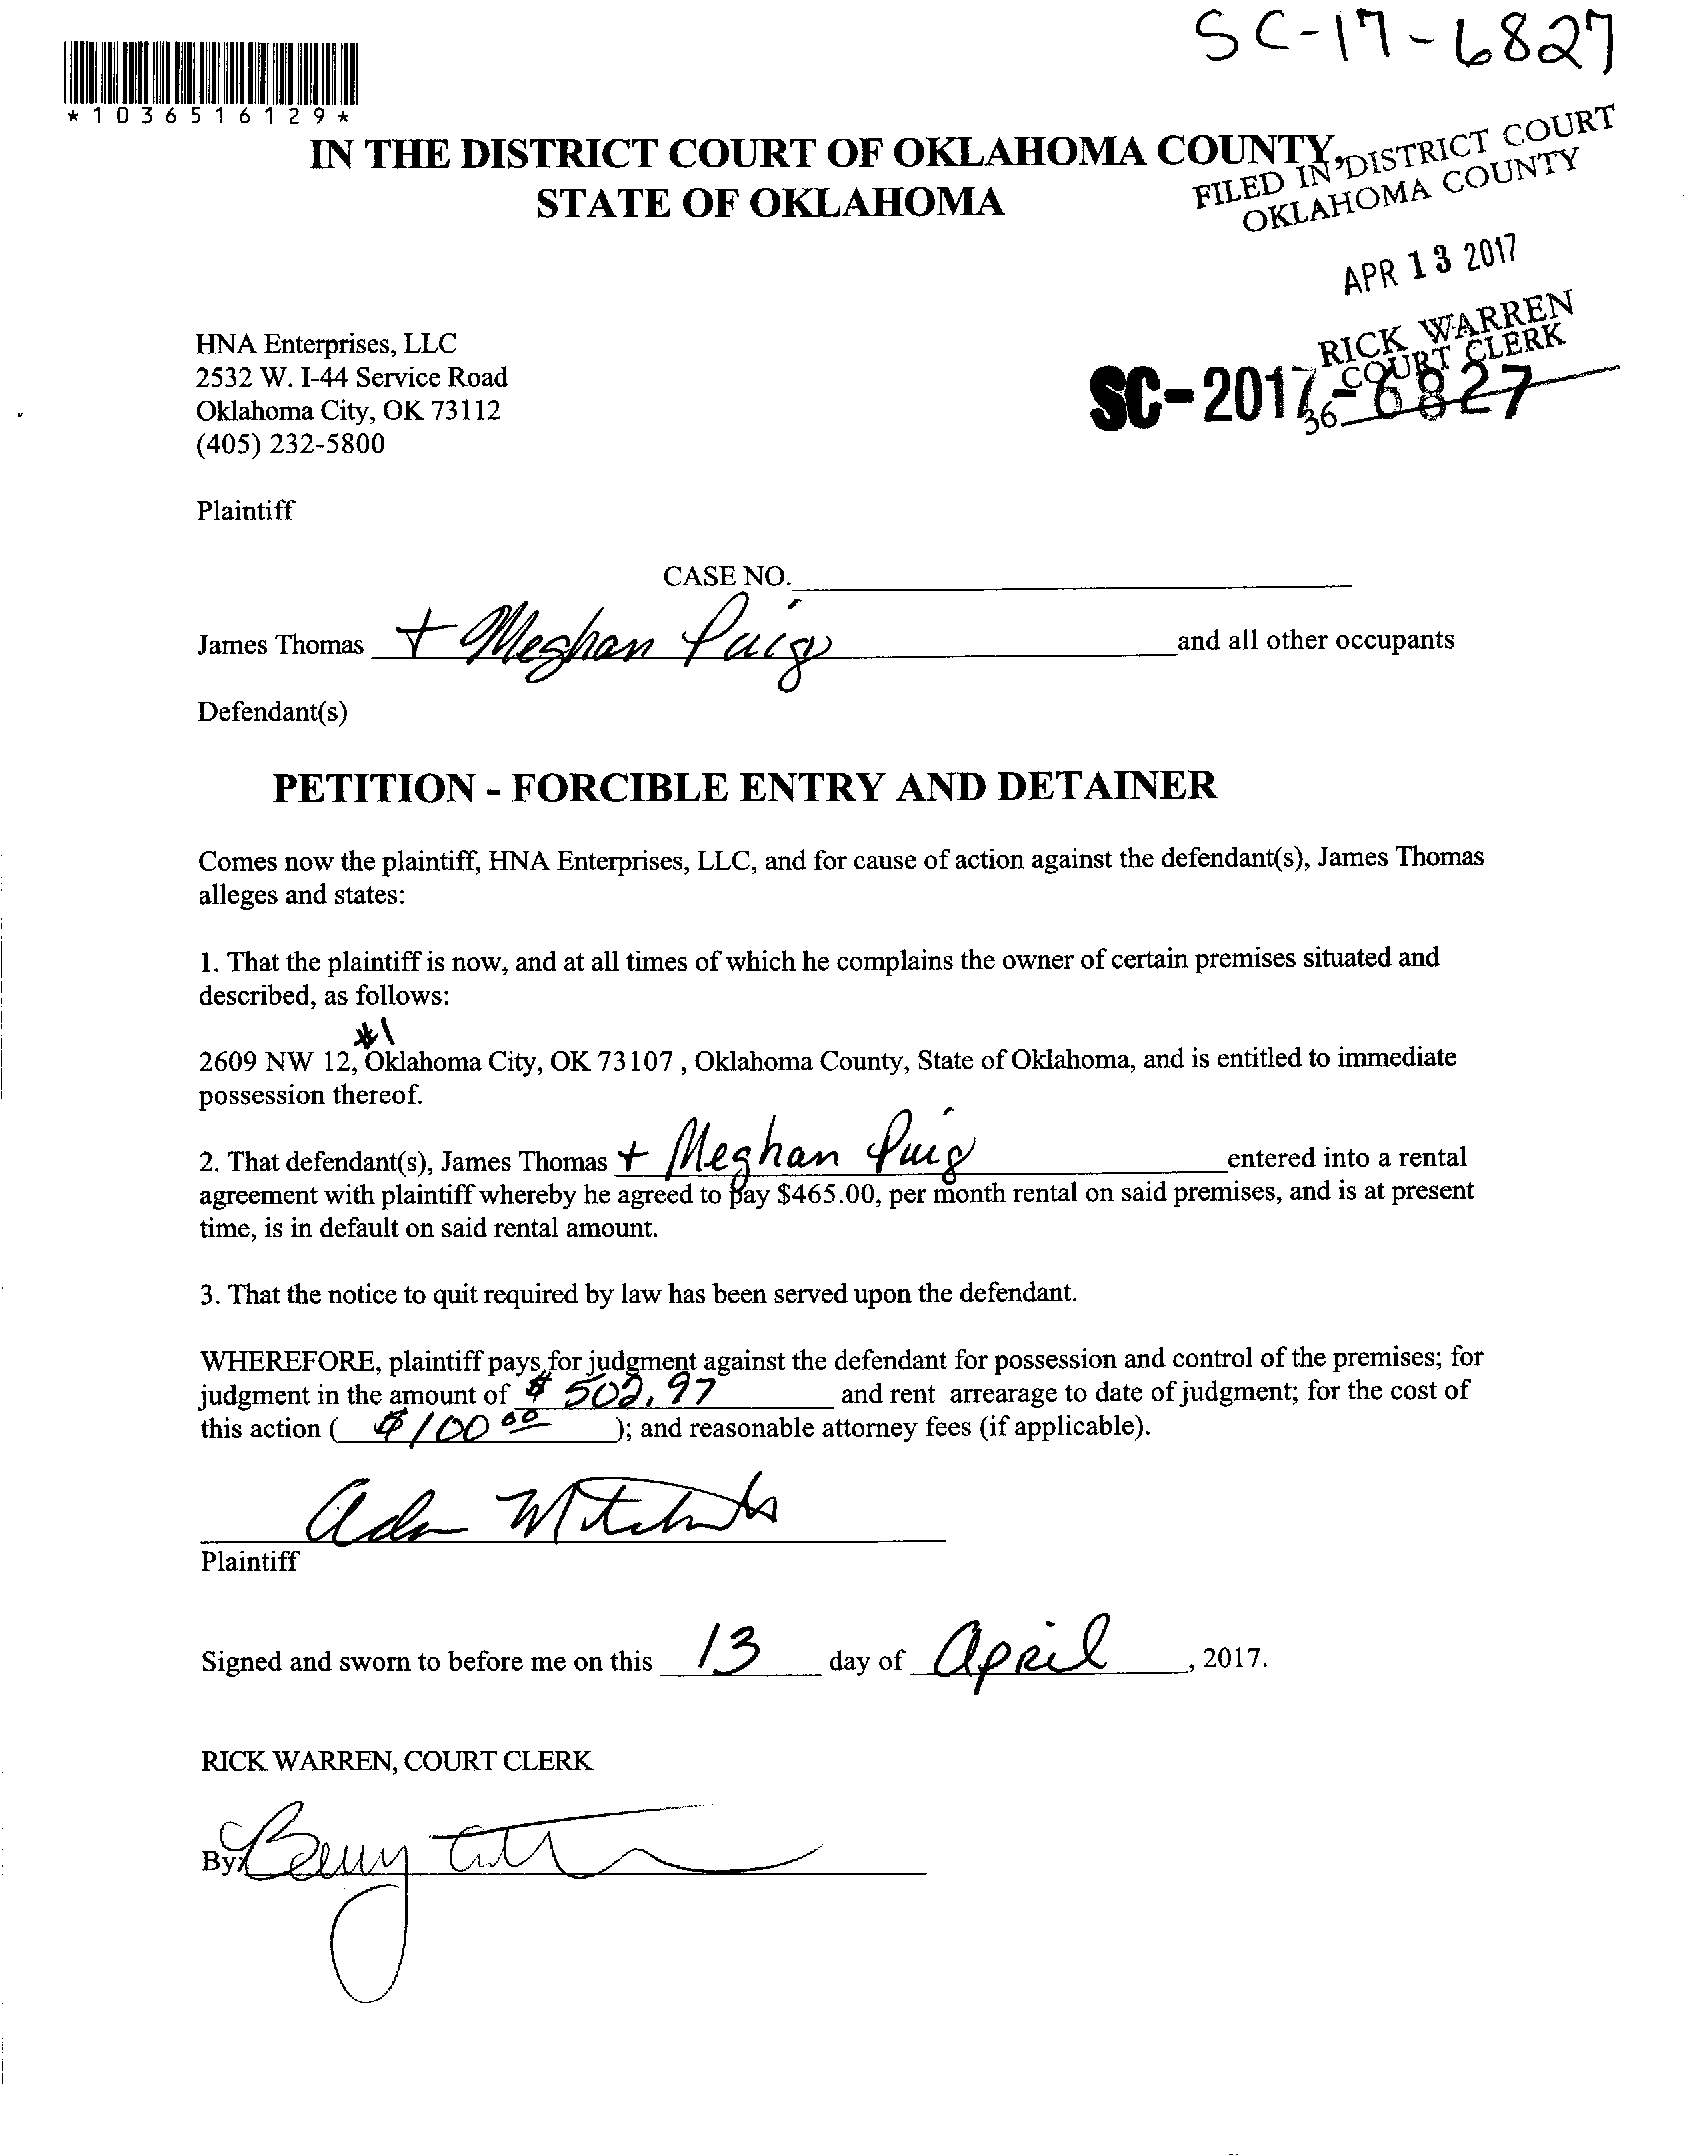 SC-17-6827
*1036516129*
IN THE DISTRICT COURT OF OKLAHOMA COUNTY,
STATE OF OKLAHOMA
FILED IN DISTRICT COURT
OKLAHOMA COUNTY
APR 13 2017
RICK WARREN
COURT CLERK
36
SC-2017-6827
HNA Enterprises, LLC
2532 W. I-44 Service Road
Oklahoma City, OK 73112
(405) 232-5800
Plaintiff
CASE NO.
James Thomas + Meghan Puig and all other occupants
Defendant(s)
PETITION - FORCIBLE ENTRY AND DETAINER
Comes now the plaintiff, HNA Enterprises, LLC, and for cause of action against the defendant(s), James Thomas
alleges and states:
1. That the plaintiff is now, and at all times of which he complains the owner of certain premises situated and
described, as follows:
#1
2609 NW 12, Oklahoma City, OK 73107 , Oklahoma County, State of Oklahoma, and is entitled to immediate
possession thereof.
2. That defendant(s), James Thomas + Meghan Puig entered into a rental
agreement with plaintiff whereby he agreed to pay $465.00, per month rental on said premises, and is at present
time, is in default on said rental amount.
3. That the notice to quit required by law has been served upon the defendant.
WHEREFORE, plaintiff pays for judgment against the defendant for possession and control of the premises; for
judgment in the amount of $ 502.97 and rent arrearage to date of judgment; for the cost of
this action ( $100 00 ); and reasonable attorney fees (if applicable).
Plaintiff
Signed and sworn to before me on this 13 day of April , 2017.
RICK WARREN, COURT CLERK
By